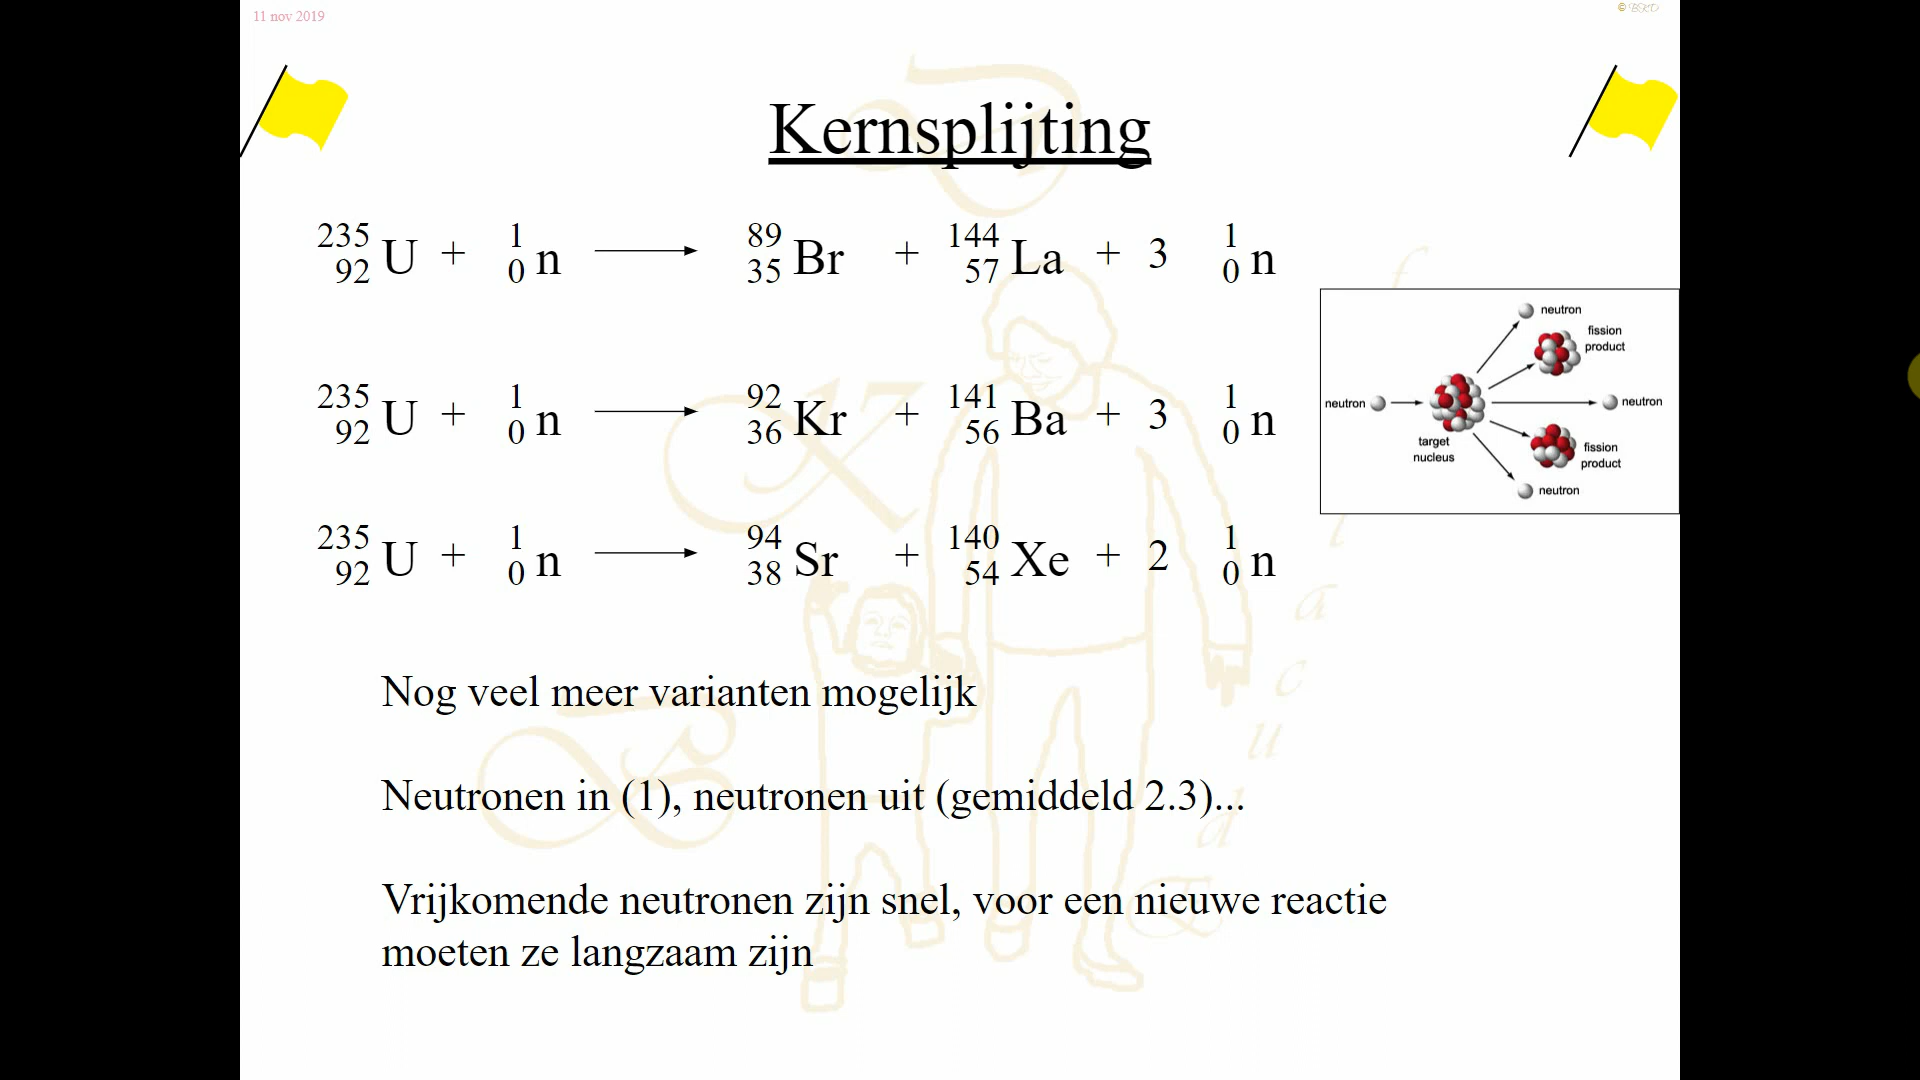 11 nov 2019
© BKO
Kernsplijting
235 92 U + 1 0 n → 89 35 Br + 144 57 La + 3 1 0 n
235 92 U + 1 0 n → 92 36 Kr + 141 56 Ba + 3 1 0 n
235 92 U + 1 0 n → 94 38 Sr + 140 54 Xe + 2 1 0 n
neutron
fission
product
neutron
neutron
target
nucleus
fission
product
neutron
Nog veel meer varianten mogelijk
Neutronen in (1), neutronen uit (gemiddeld 2.3)...
Vrijkomende neutronen zijn snel, voor een nieuwe reactie
moeten ze langzaam zijn